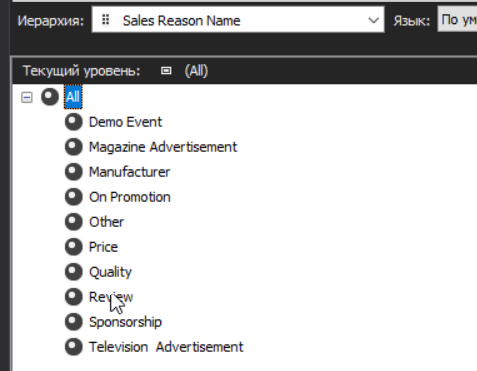 Иерархия: Sales Reason Name Язык: По ум
Текущий уровень: (All)
All
Demo Event
Magazine Advertisement
Manufacturer
On Promotion
Other
Price
Quality
Review
Sponsorship
Television  Advertisement